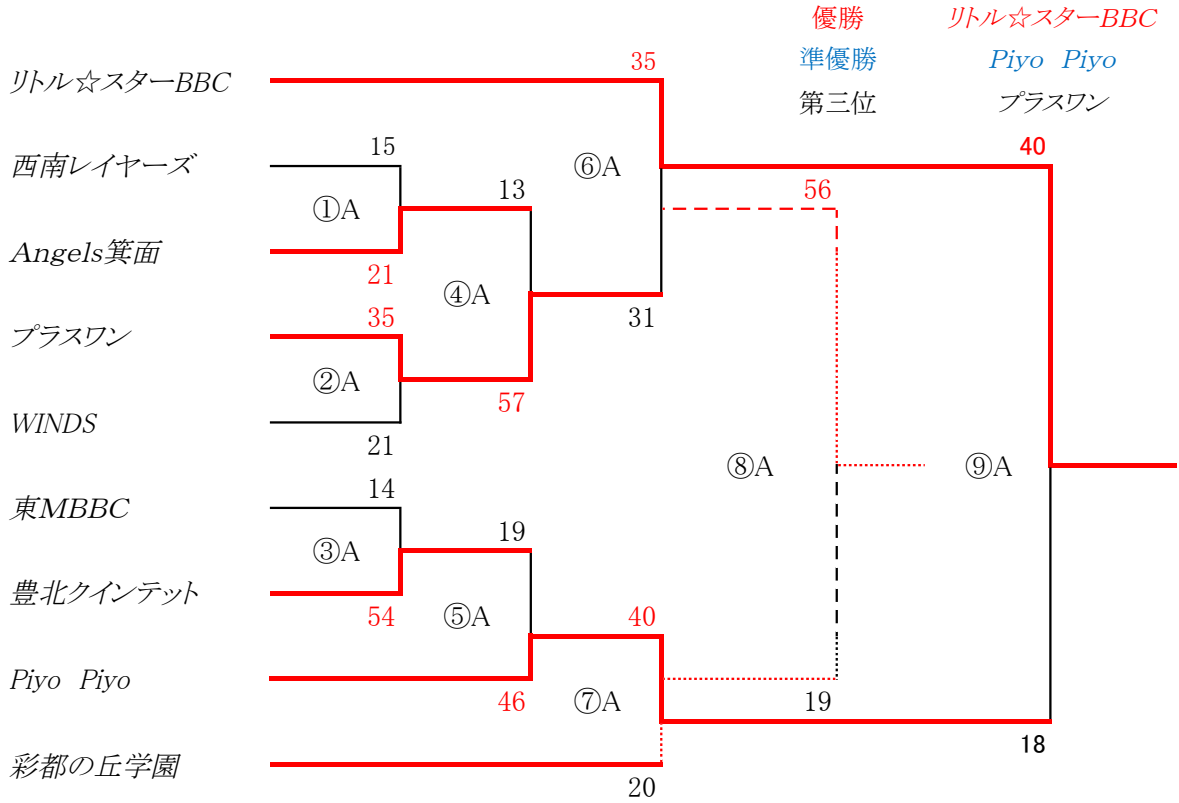 優勝 リトル☆スターBBC
準優勝 Piyo Piyo
第三位 プラスワン
リトル☆スターBBC
35
西南レイヤーズ
15
⑥A
40
13
56
①A
Angels箕面
21
④A
プラスワン
35
31
②A
57
WINDS
21
⑧A
⑨A
東MBBC
14
19
③A
豊北クインテット
54
⑤A
40
Piyo Piyo
46
⑦A
19
18
彩都の丘学園
20